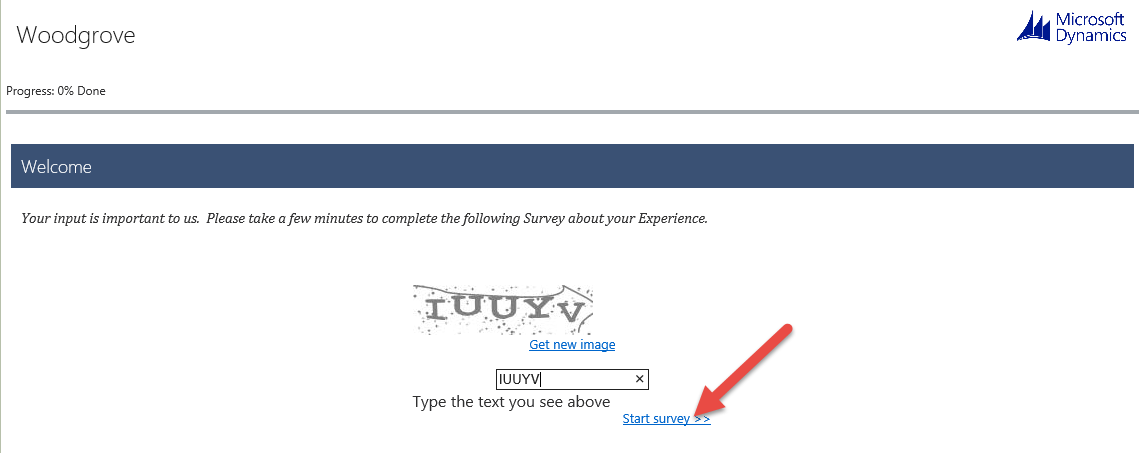 Woodgrove
Microsoft
Dynamics
Progress: 0% Done
Welcome
Your input is important to us.  Please take a few minutes to complete the following Survey about your Experience.
IUUYV
Get new image
IUUYV ×
Type the text you see above
Start survey >>